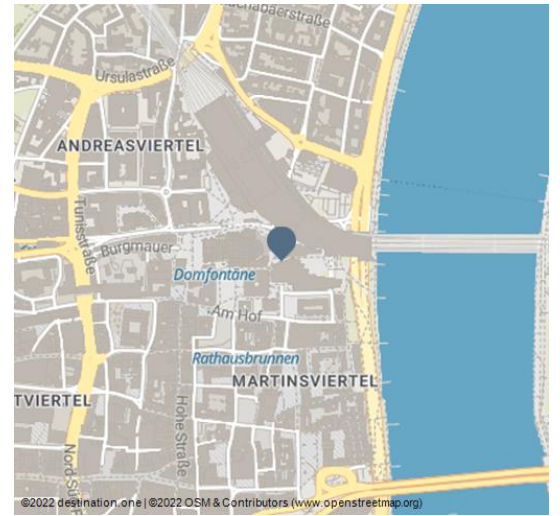 Ursulastraße
ANDREASVIERTEL
Tunisstraße
Burgmauer
Domfontäne
Am Hof
Rathausbrunnen
MARTINSVIERTEL
TVIERTEL
Hohe Straße
©2022 destination.one | ©2022 OSM & Contributors (www.openstreetmap.org)